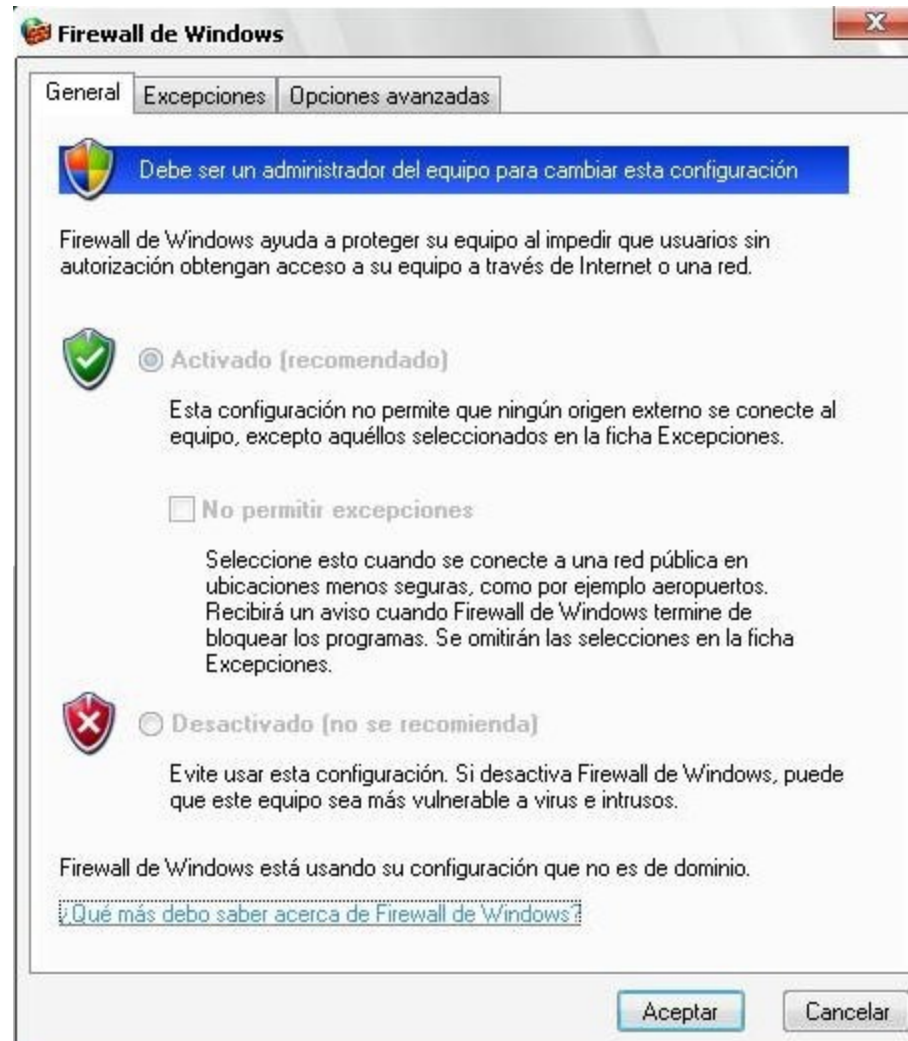 Firewall de Windows
General Excepciones Opciones avanzadas
Debe ser un administrador del equipo para cambiar esta configuración
Firewall de Windows ayuda a proteger su equipo al impedir que usuarios sin
autorización obtengan acceso a su equipo a través de Internet o una red.
Activado (recomendado)
Esta configuración no permite que ningún origen externo se conecte al
equipo, excepto aquéllos seleccionados en la ficha Excepciones.
No permitir excepciones
Seleccione esto cuando se conecte a una red pública en
ubicaciones menos seguras, como por ejemplo aeropuertos.
Recibirá un aviso cuando Firewall de Windows termine de
bloquear los programas. Se omitirán las selecciones en la ficha
Excepciones.
Desactivado (no se recomienda)
Evite usar esta configuración. Si desactiva Firewall de Windows, puede
que este equipo sea más vulnerable a virus e intrusos.
Firewall de Windows está usando su configuración que no es de dominio.
¿Qué más debo saber acerca de Firewall de Windows?
Aceptar Cancelar